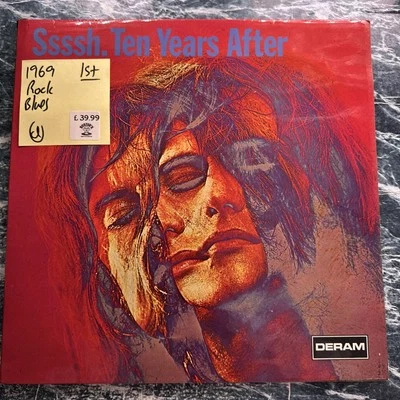 Ssssh. Ten Years After
1969 1st
Rock
Blues
£ 39.99
DERAM